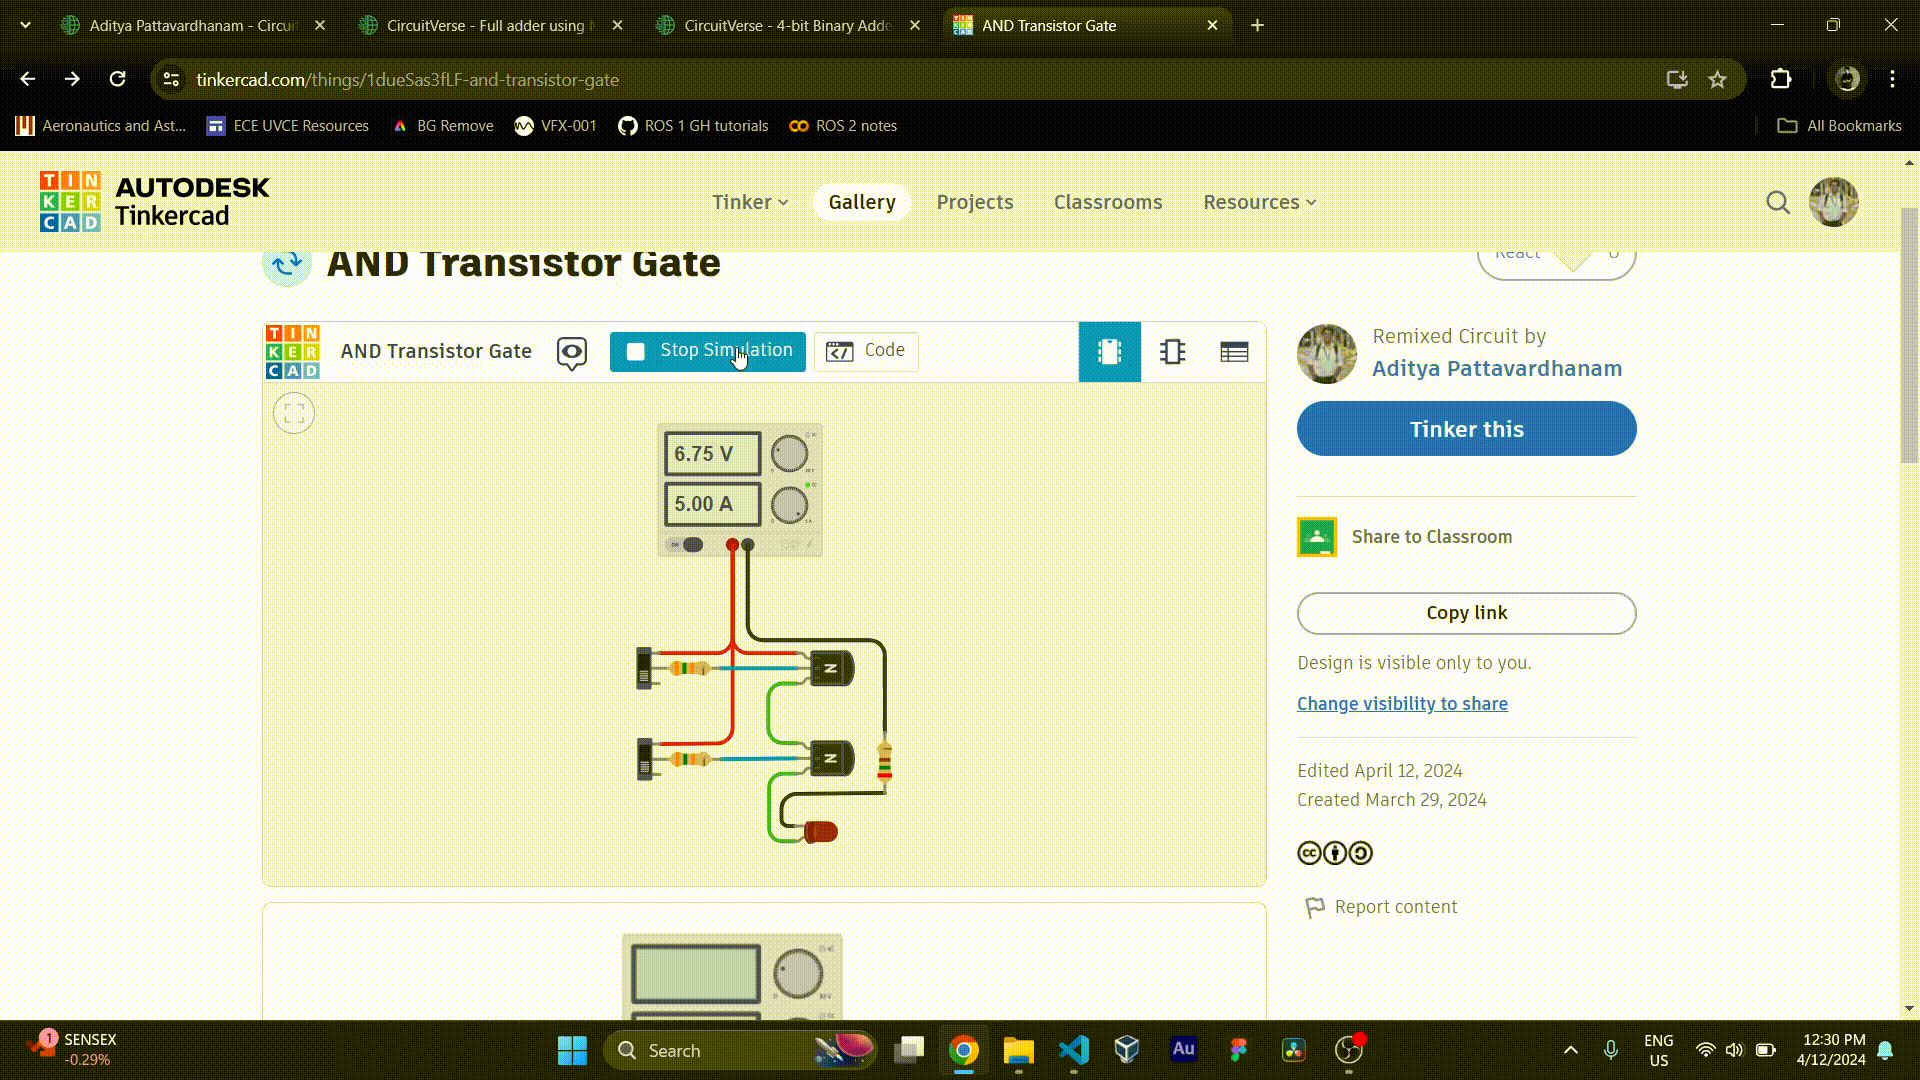 Aditya Pattavardhanam - Circui
CircuitVerse - Full adder using
CircuitVerse - 4-bit Binary Adde
AND Transistor Gate
tinkercad.com/things/1dueSas3fLF-and-transistor-gate
Aeronautics and Ast...
ECE UVCE Resources
BG Remove
VFX-001
ROS 1 GH tutorials
ROS 2 notes
All Bookmarks
TIN
KER
CAD
AUTODESK
Tinkercad
Tinker
Gallery
Projects
Classrooms
Resources
AND Transistor Gate
React
0
TIN
KER
CAD
AND Transistor Gate
Stop Simulation
Code
6.75 V
5.00 A
ON
N
N
Remixed Circuit by
Aditya Pattavardhanam
Tinker this
Share to Classroom
Copy link
Design is visible only to you.
Change visibility to share
Edited April 12, 2024
Created March 29, 2024
cc
Report content
1
SENSEX
-0.29%
Search
Au
ENG
US
12:30 PM
4/12/2024